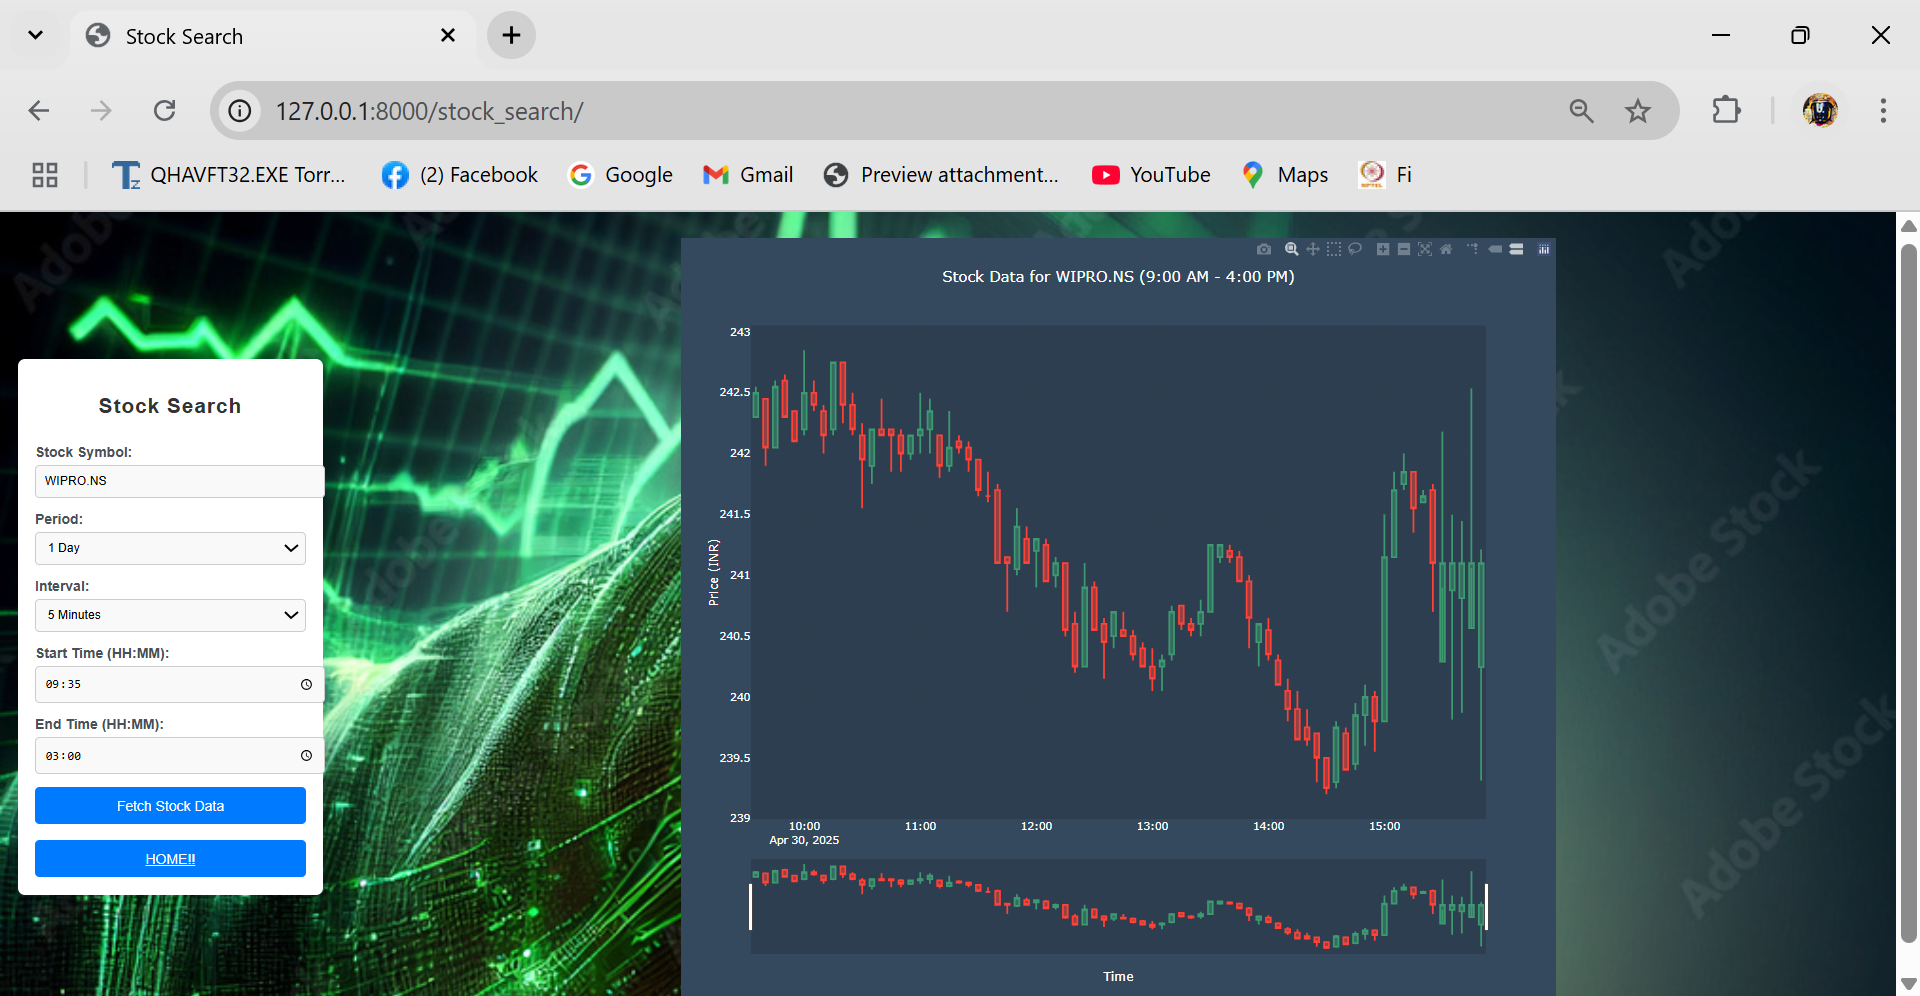 Stock Search
127.0.0.1:8000/stock_search/
QHAVFT32.EXE Torr...
(2) Facebook
Google
Gmail
Preview attachment...
YouTube
Maps
Fi
Stock Search
Stock Symbol:
WIPRO.NS
Period:
1 Day
Interval:
5 Minutes
Start Time (HH:MM):
09:35
End Time (HH:MM):
03:00
Fetch Stock Data
HOME!!
Stock Data for WIPRO.NS (9:00 AM - 4:00 PM)
Price (INR)
243
242.5
242
241.5
241
240.5
240
239.5
239
10:00
Apr 30, 2025
11:00
12:00
13:00
14:00
15:00
Time
Adobe Stock
Adobe Stock